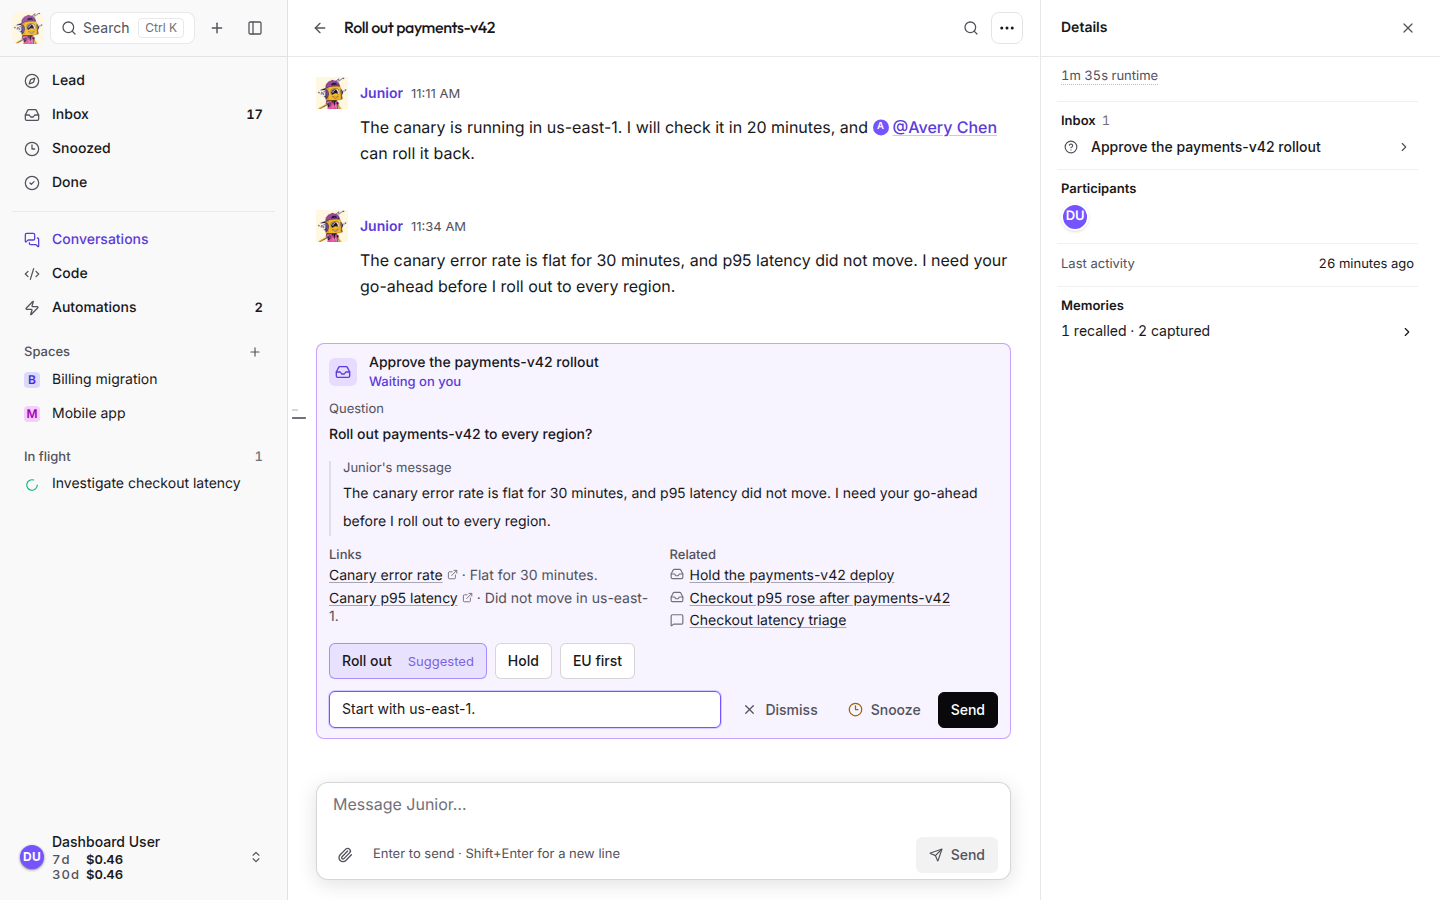 Search Ctrl K
Lead
Inbox 17
Snoozed
Done
Conversations
Code
Automations 2
Spaces
B Billing migration
M Mobile app
In flight 1
Investigate checkout latency
DU Dashboard User
7d $0.46
30d $0.46
Roll out payments-v42
Junior 11:11 AM
The canary is running in us-east-1. I will check it in 20 minutes, and A @Avery Chen
can roll it back.
Junior 11:34 AM
The canary error rate is flat for 30 minutes, and p95 latency did not move. I need your
go-ahead before I roll out to every region.
Approve the payments-v42 rollout
Waiting on you
Question
Roll out payments-v42 to every region?
Junior's message
The canary error rate is flat for 30 minutes, and p95 latency did not move. I need your go-ahead
before I roll out to every region.
Links
Canary error rate · Flat for 30 minutes.
Canary p95 latency · Did not move in us-east-
1.
Related
Hold the payments-v42 deploy
Checkout p95 rose after payments-v42
Checkout latency triage
Roll out Suggested Hold EU first
Start with us-east-1. Dismiss Snooze Send
Message Junior...
Enter to send · Shift+Enter for a new line Send
Details
1m 35s runtime
Inbox 1
Approve the payments-v42 rollout
Participants
DU
Last activity 26 minutes ago
Memories
1 recalled · 2 captured